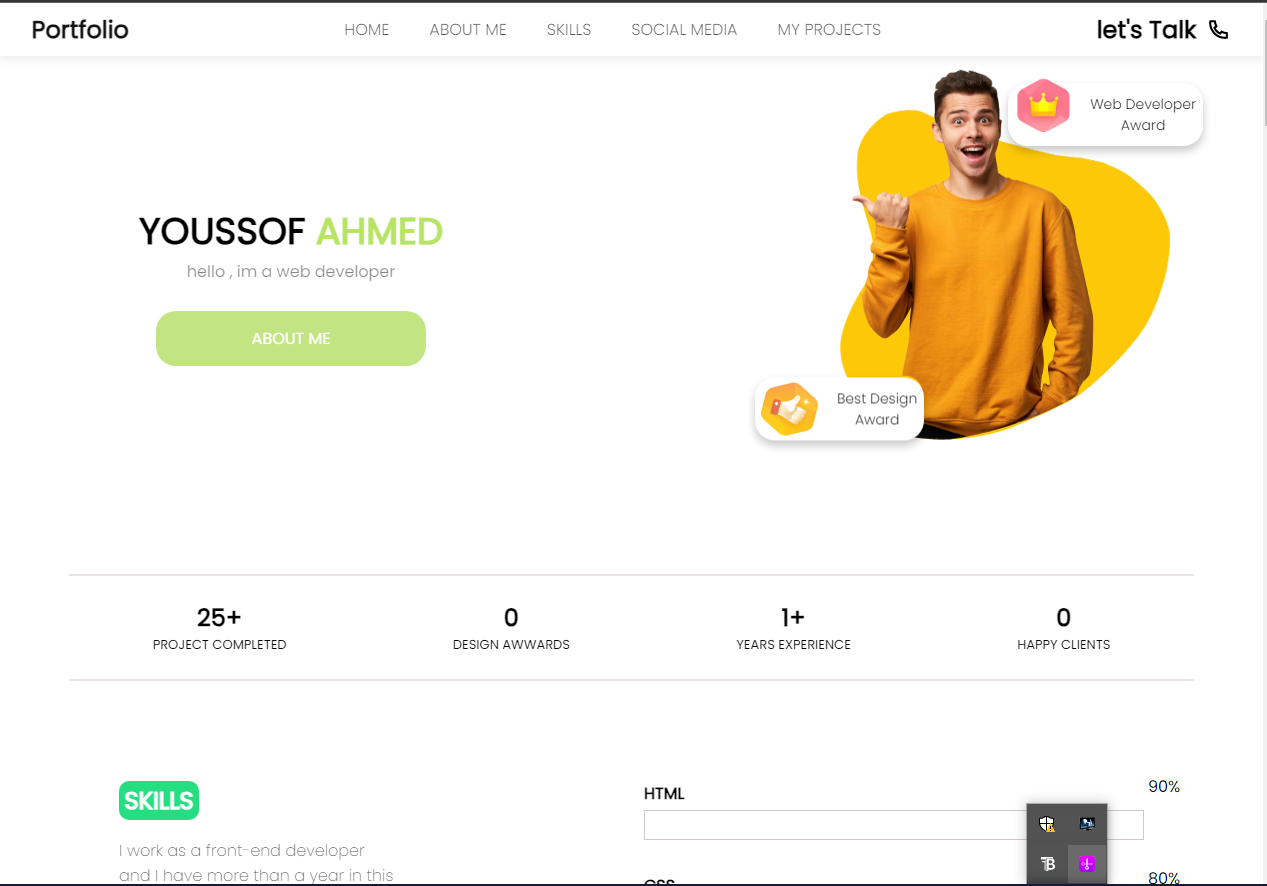 Portfolio
HOME
ABOUT ME
SKILLS
SOCIAL MEDIA
MY PROJECTS
let's Talk
Web Developer
Award
YOUSSOF AHMED
hello , im a web developer
ABOUT ME
Best Design
Award
25+
PROJECT COMPLETED
0
DESIGN AWWARDS
1+
YEARS EXPERIENCE
0
HAPPY CLIENTS
SKILLS
I work as a front-end developer
and I have more than a year in this
HTML
90%
CSS
80%